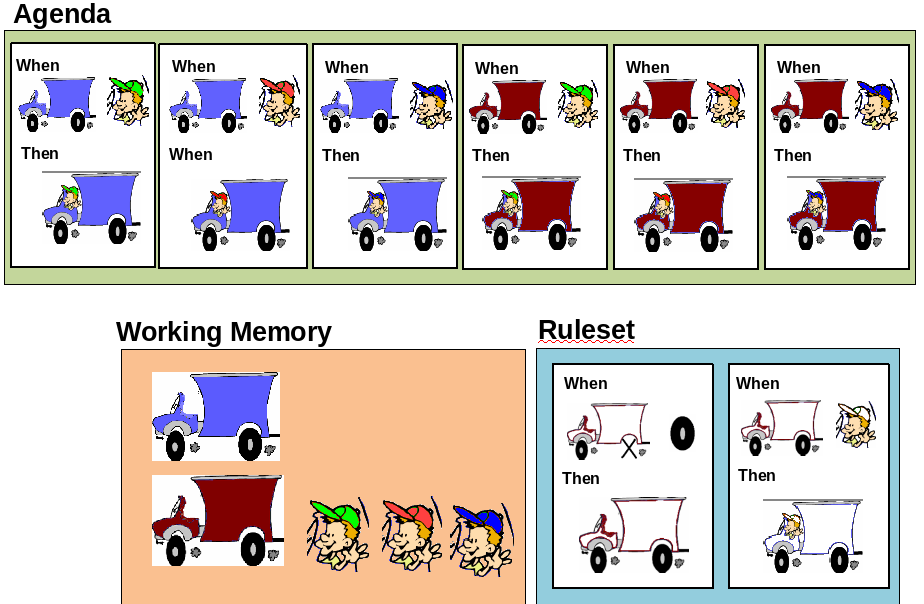 Agenda
When
When
When
When
When
When
Then
When
Then
Then
Then
Then
Working Memory
Ruleset
When
When
Then
Then